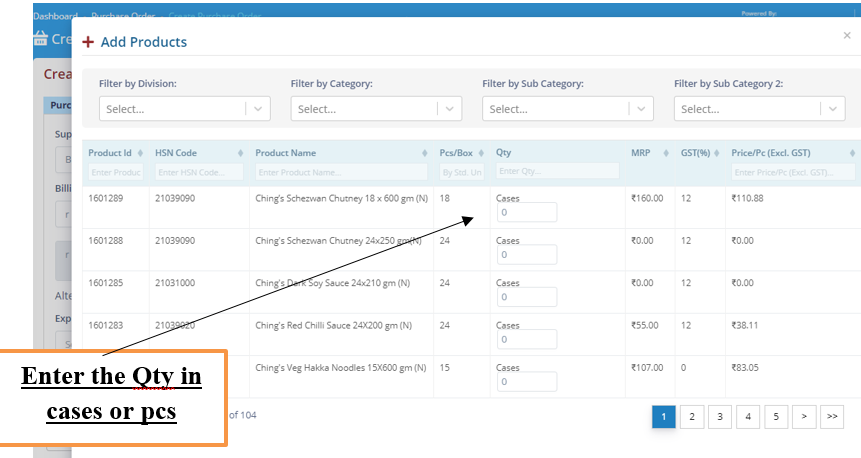 Dashboard - Purchase Order - Create Purchase Order
Powered By:
Cre
+ Add Products
×
Crea
Filter by Division:
Filter by Category:
Filter by Sub Category:
Filter by Sub Category 2:
Select...
Select...
Select...
Select...
Purc
Sup
B
Billi
r
r
Alte
Exp
S
Product Id HSN Code Product Name Pcs/Box Qty MRP GST(%) Price/Pc (Excl. GST)
Enter Produc Enter HSN Code... Enter Product Name... By Std. Un Enter Qty... Enter Price/Pc (Excl. GST)...
1601289 21039090 Ching's Schezwan Chutney 18 x 600 gm (N) 18 Cases ₹160.00 12 ₹110.88
0
1601288 21039090 Ching's Schezwan Chutney 24x250 gm(N) 24 Cases ₹0.00 12 ₹0.00
0
1601285 21031000 Ching's Dark Soy Sauce 24x210 gm (N) 24 Cases ₹0.00 12 ₹0.00
0
1601283 21039020 Ching's Red Chilli Sauce 24X200 gm (N) 24 Cases ₹55.00 12 ₹38.11
0
Ching's Veg Hakka Noodles 15X600 gm (N) 15 Cases ₹107.00 0 ₹83.05
0
Enter the Qty in
cases or pcs
of 104
1 2 3 4 5 > >>